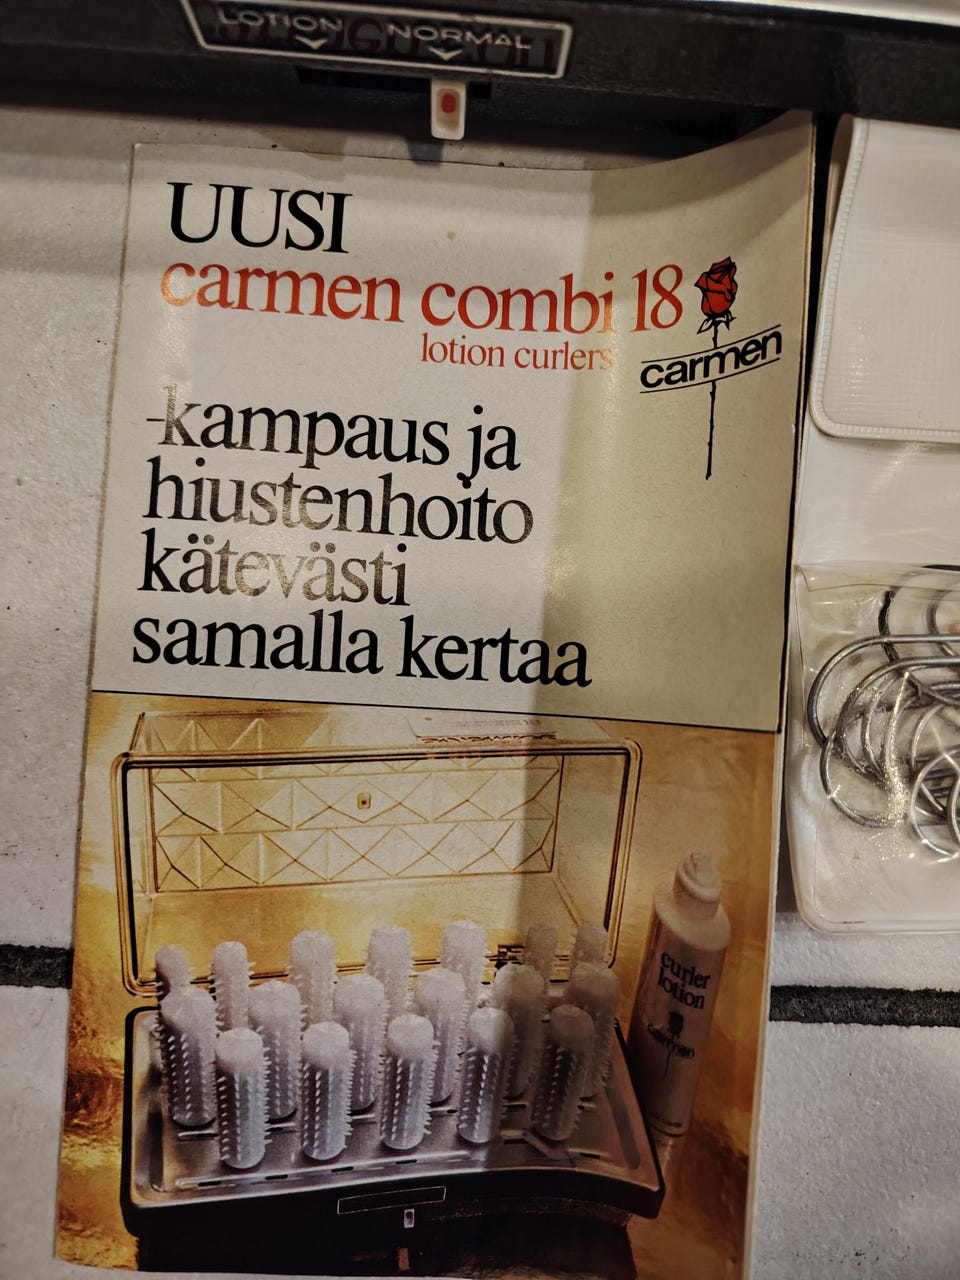 LOTION NORMAL
UUSI
carmen combi 18
lotion curlers
carmen
-kampaus ja
hiustenhoito
kätevästi
samalla kertaa
curler
lotion
Carmen